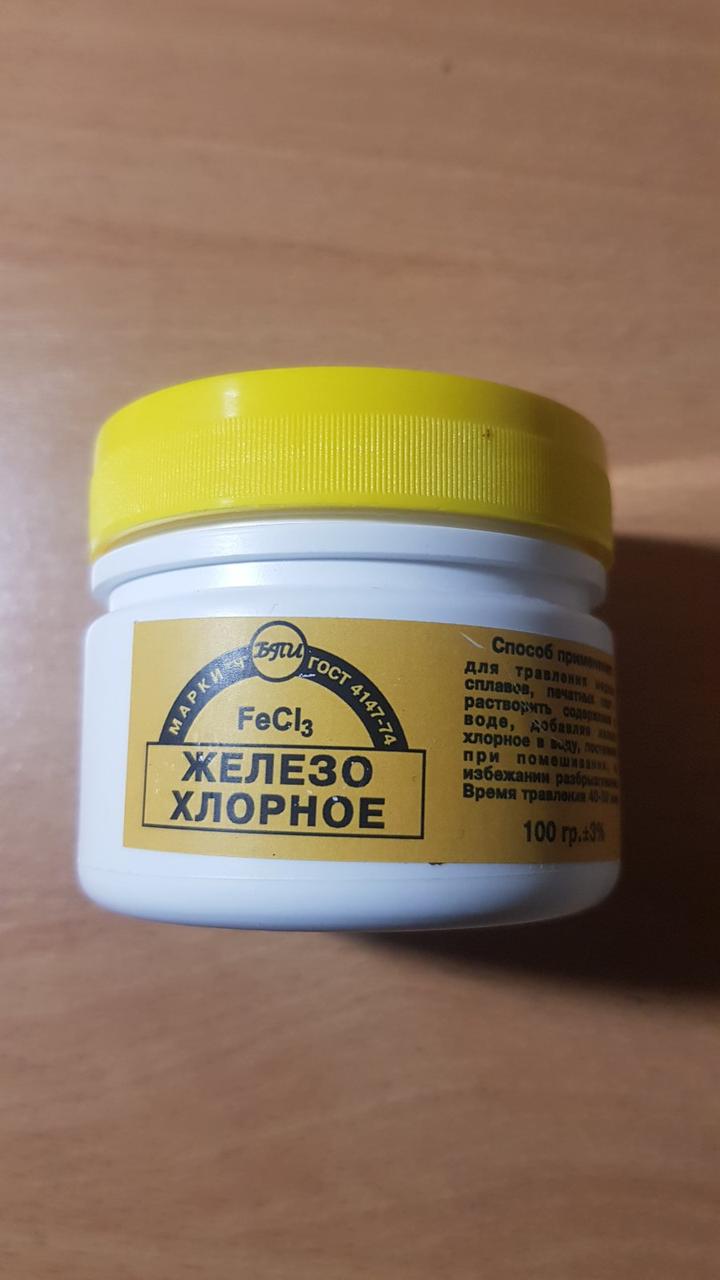 МАРКИ "Ч"
БПИ
ГОСТ 4147-74
FeCl₃
ЖЕЛЕЗО
ХЛОРНОЕ
Способ
для травления
сплавов, печатных
растворить
воде, добавляя
хлорное в воду,
при помешивании,
избежании
Время травления
100 гр.±3%